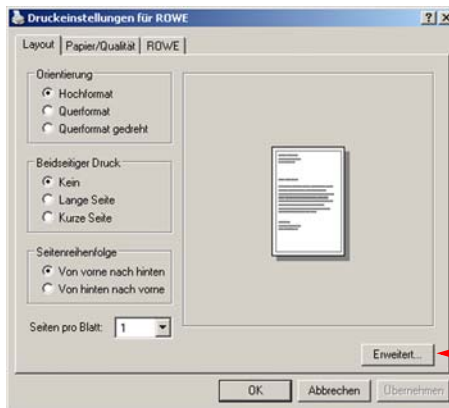 Druckeinstellungen für ROWE
Layout Papier/Qualität ROWE
Orientierung
Hochformat
Querformat
Querformat gedreht
Beidseitiger Druck
Kein
Lange Seite
Kurze Seite
Seitenreihenfolge
Von vorne nach hinten
Von hinten nach vorne
Seiten pro Blatt: 1
Erweitert...
OK Abbrechen Übernehmen